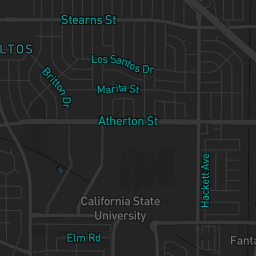 Stearns St
LTOS
Los Santos Dr
Britton Dr
Marita St
Atherton St
Hackett Ave
California State
University
Elm Rd
Fanta